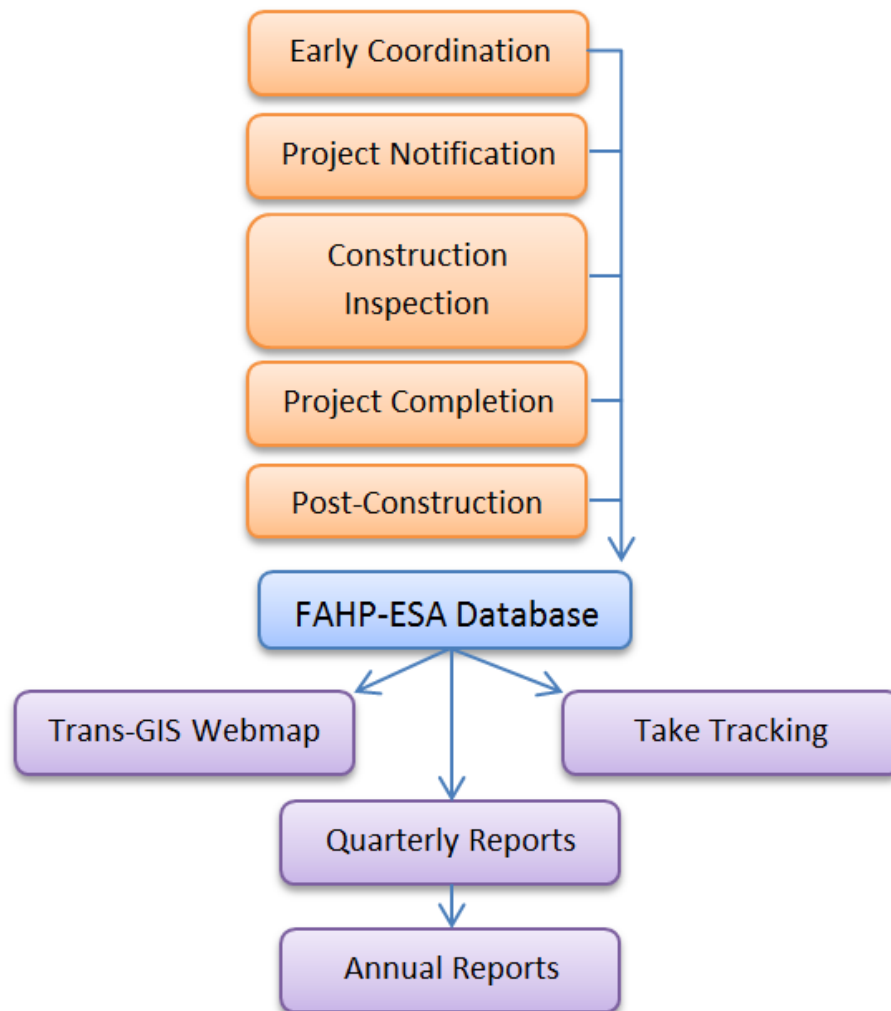 Early Coordination
Project Notification
Construction
Inspection
Project Completion
Post-Construction
FAHP-ESA Database
Trans-GIS Webmap
Take Tracking
Quarterly Reports
Annual Reports